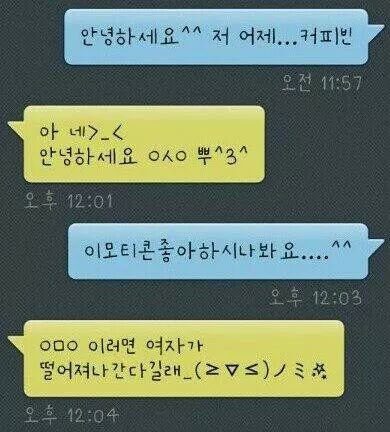 안녕하세요^^ 저 어제...커피빈
오전 11:57
아 네>_<
안녕하세요 ㅇㅅㅇ 뿌^3^
오후 12:01
이모티콘좋아하시나봐요....^^
오후 12:03
ㅇㅁㅇ 이러면 여자가
떨어져나간다길래_(≥▽≤)ノミ☆
오후 12:04